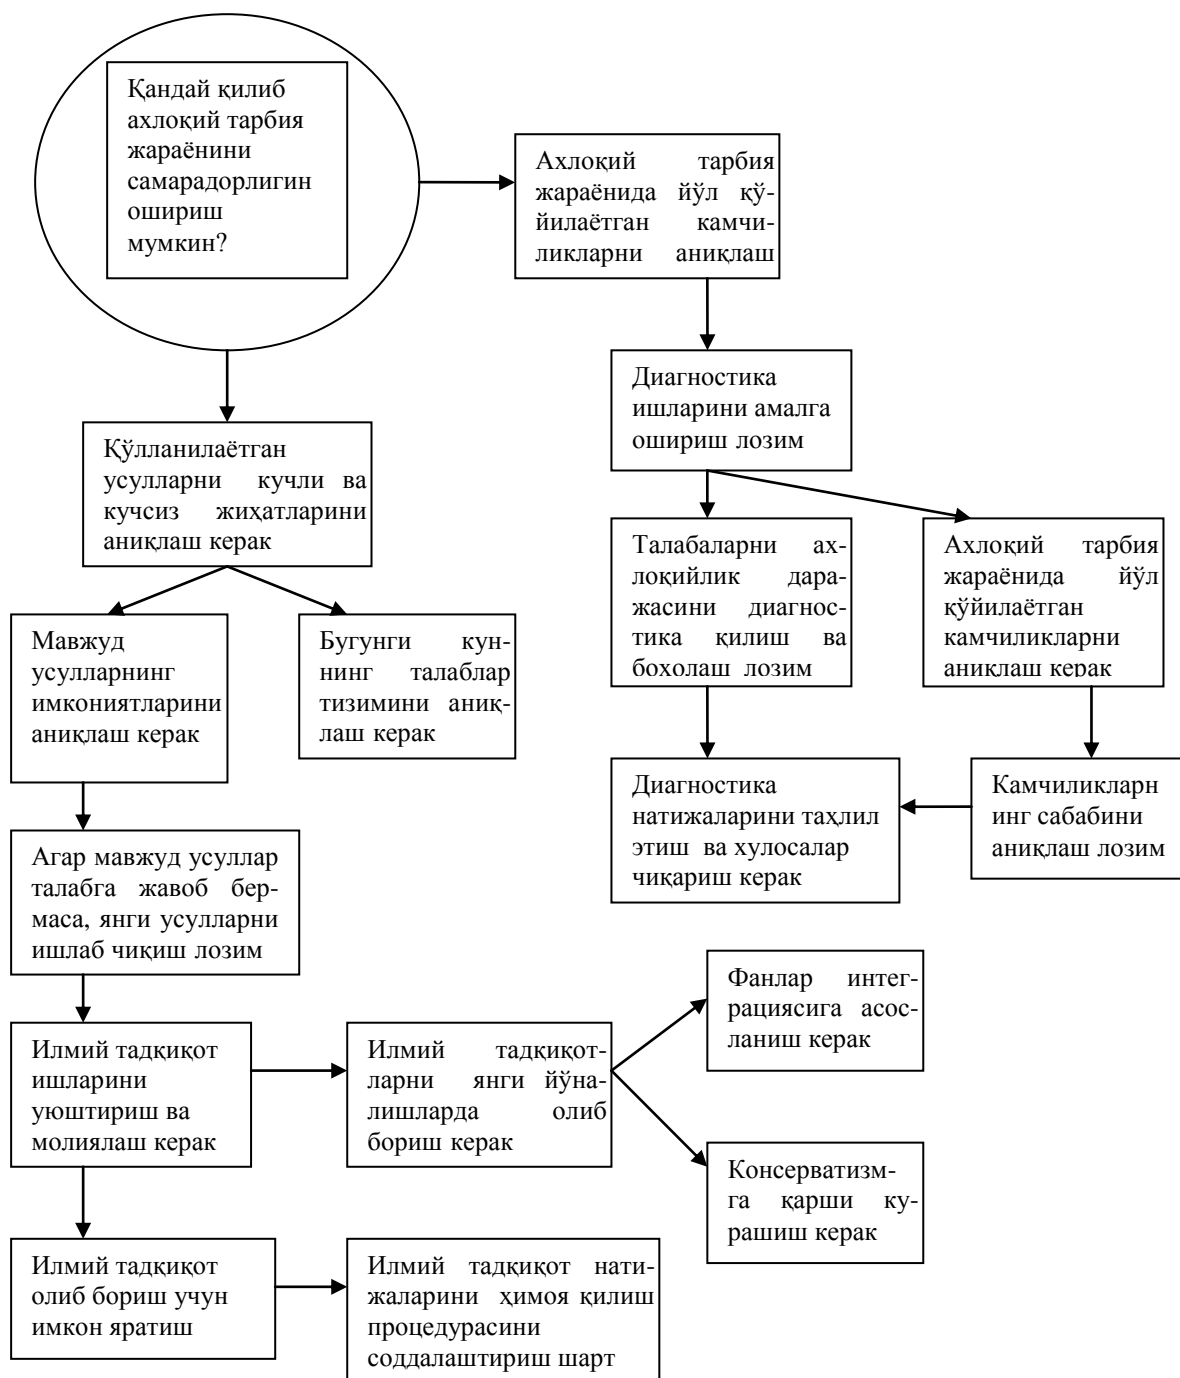 Қандай қилиб
ахлоқий тарбия
жараёнини
самарадорлигин
ошириш
мумкин?
Ахлоқий тарбия
жараёнида йўл қў-
йилаётган камчи-
ликларни аниқлаш
Диагностика
ишларини амалга
ошириш лозим
Қўлланилаётган
усулларни кучли ва
кучсиз жиҳатларини
аниқлаш керак
Талабаларни ах-
лоқийлик дара-
жасини диагнос-
тика қилиш ва
бохолаш лозим
Ахлоқий тарбия
жараёнида йўл
қўйилаётган
камчиликларни
аниқлаш керак
Мавжуд
усулларнинг
имкониятларини
аниқлаш керак
Бугунги кун-
нинг талаблар
тизимини аниқ-
лаш керак
Диагностика
натижаларини таҳлил
этиш ва хулосалар
чиқариш керак
Камчиликларн
инг сабабини
аниқлаш лозим
Агар мавжуд усуллар
талабга жавоб бер-
маса, янги усулларни
ишлаб чиқиш лозим
Фанлар интег-
рациясига асос-
ланиш керак
Илмий тадқиқот
ишларини
уюштириш ва
молиялаш керак
Илмий тадқиқот-
ларни янги йўна-
лишларда олиб
бориш керак
Консерватизм-
га қарши ку-
рашиш керак
Илмий тадқиқот
олиб бориш учун
имкон яратиш
Илмий тадқиқот нати-
жаларини ҳимоя қилиш
процедурасини
соддалаштириш шарт